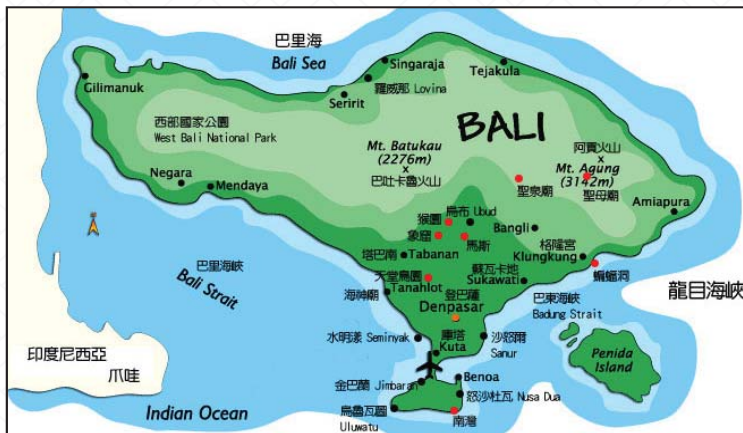 巴里海
Bali Sea
Singaraja
Tejakula
Gilimanuk
羅威那 Lovina
Seririt
西部國家公園
West Bali National Park
BALI
Mt. Batukau
(2276m)
巴吐卡魯火山
阿貢火山
Mt. Agung
(3142m)
聖母廟
聖泉廟
Negara
Mendaya
Amlapura
猴園
烏布 Ubud
象窟
馬斯
Bangli
塔巴南
Tabanan
格隆宮
Klungkung
蝙蝠洞
巴里海峽
Bali Strait
天堂鳥園
Tanahlot
蘇瓦卡地
Sukawati
龍目海峽
海神廟
登巴薩
Denpasar
巴東海峽
Badung Strait
水明漾 Seminyak
庫塔
Kuta
沙努爾
Sanur
Penida
Island
印度尼西亞
爪哇
Benoa
金巴蘭 Jimbaran
努沙杜瓦 Nusa Dua
Indian Ocean
烏魯瓦圖
Uluwatu
南灣